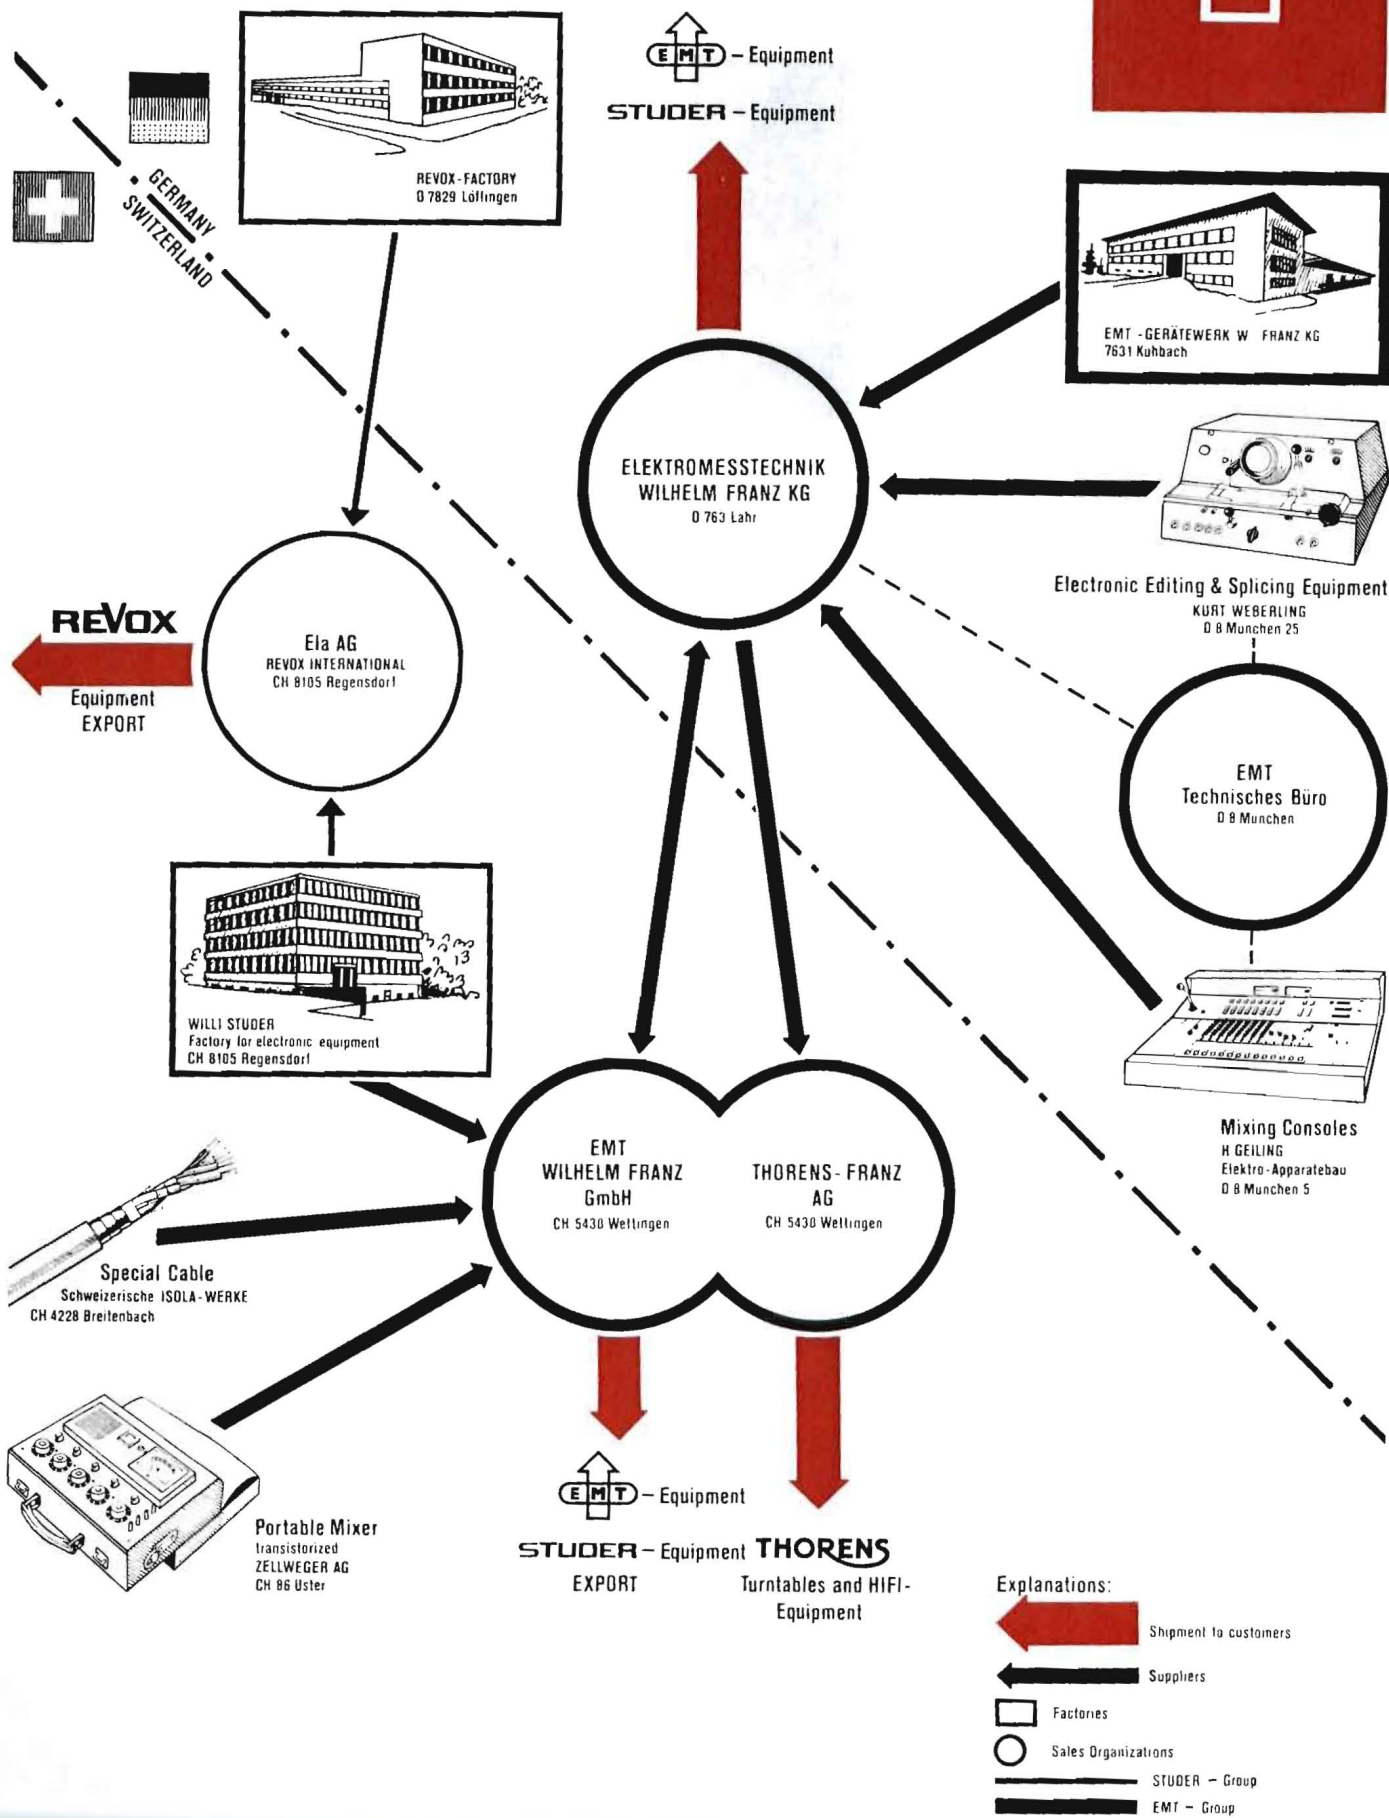 E M T – Equipment
STUDER – Equipment
GERMANY
SWITZERLAND
REVOX-FACTORY
D 7829 Löffingen
EMT -GERÄTEWERK W FRANZ KG
7631 Kuhbach
ELEKTROMESSTECHNIK
WILHELM FRANZ KG
D 763 Lahr
Electronic Editing & Splicing Equipment
KURT WEBERLING
D 8 Munchen 25
REVOX
Equipment
EXPORT
Ela AG
REVOX INTERNATIONAL
CH 8105 Regensdorf
EMT
Technisches Büro
D 8 Munchen
WILLI STUDER
Factory for electronic equipment
CH 8105 Regensdorf
Mixing Consoles
H GEILING
Elektro-Apparatebau
D 8 Munchen 5
EMT
WILHELM FRANZ
GmbH
CH 5430 Wettingen
THORENS-FRANZ
AG
CH 5430 Wettingen
Special Cable
Schweizerische ISOLA-WERKE
CH 4228 Breitenbach
Portable Mixer
transistorized
ZELLWEGER AG
CH 86 Uster
E M T – Equipment
STUDER – Equipment
EXPORT
THORENS
Turntables and HIFI-
Equipment
Explanations:
Shipment to customers
Suppliers
Factories
Sales Organizations
STUDER – Group
EMT – Group